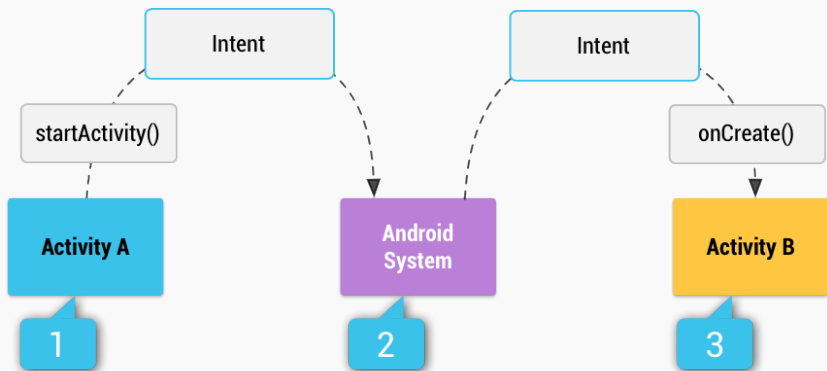 Intent
Intent
startActivity()
onCreate()
Activity A
Android
System
Activity B
1
2
3